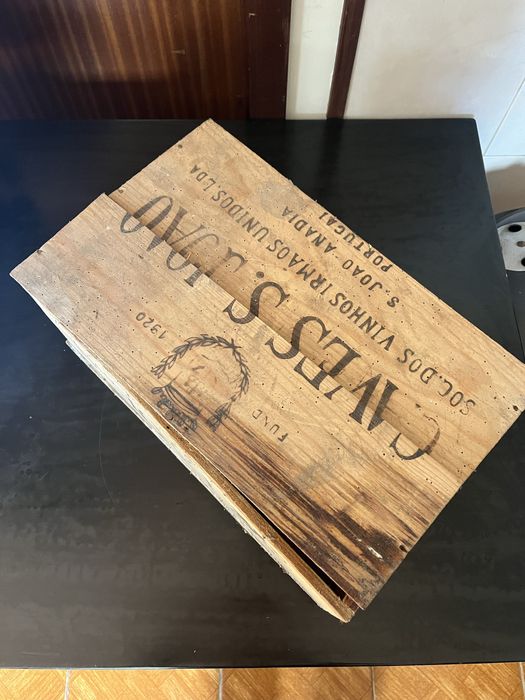 FUND 1920
CAVES S. JOÃO
SOC. DOS VINHOS IRMÃOS UNIDOS, LDA
S. JOÃO ANADIA
PORTUGAL